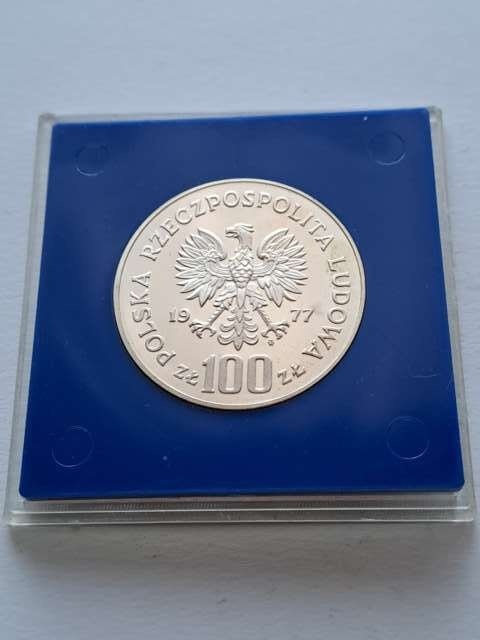 POLSKA RZECZPOSPOLITA LUDOWA
19 77
ZŁ 100 ZŁ